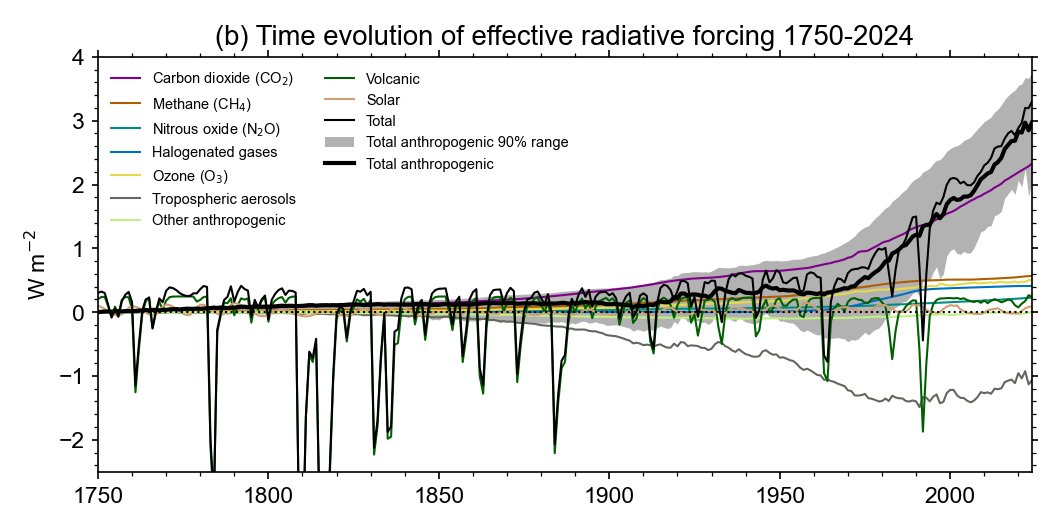 (b) Time evolution of effective radiative forcing 1750-2024
4
3
2
1
0
−1
−2
W m⁻²
Carbon dioxide (CO₂)
Methane (CH₄)
Nitrous oxide (N₂O)
Halogenated gases
Ozone (O₃)
Tropospheric aerosols
Other anthropogenic
Volcanic
Solar
Total
Total anthropogenic 90% range
Total anthropogenic
1750 1800 1850 1900 1950 2000